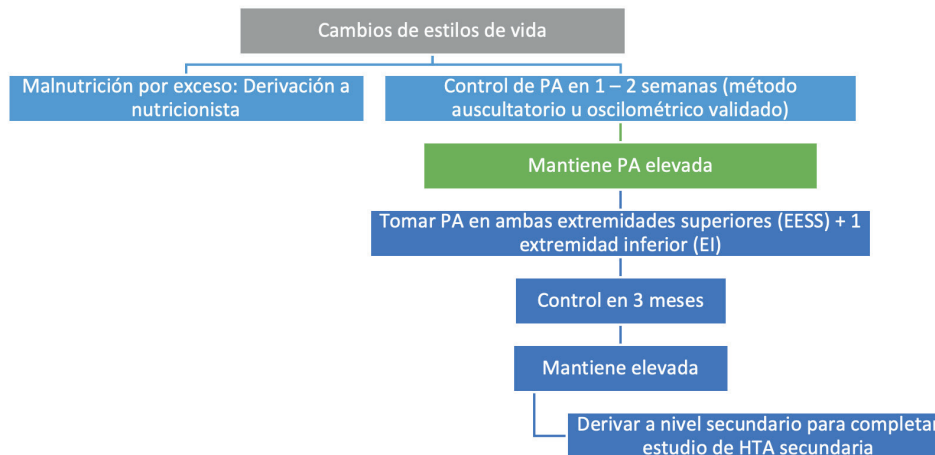 Cambios de estilos de vida
Malnutrición por exceso: Derivación a
nutricionista
Control de PA en 1 – 2 semanas (método
auscultatorio u oscilométrico validado)
Mantiene PA elevada
Tomar PA en ambas extremidades superiores (EESS) + 1
extremidad inferior (EI)
Control en 3 meses
Mantiene elevada
Derivar a nivel secundario para completar
estudio de HTA secundaria